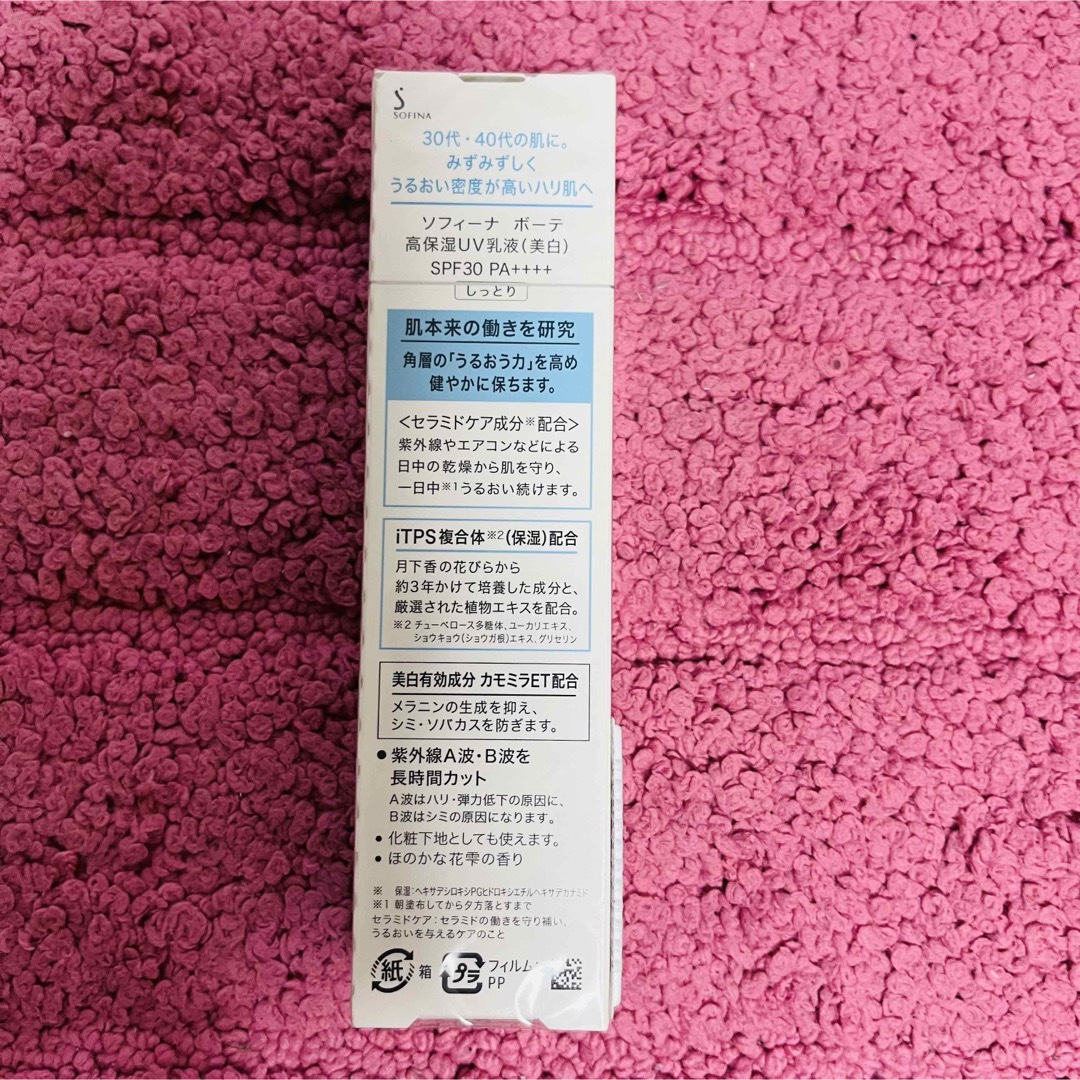 SOFINA
30代・40代の肌に。
みずみずしく
うるおい密度が高いハリ肌へ
ソフィーナ ボーテ
高保湿UV乳液(美白)
SPF30 PA++++
しっとり
肌本来の働きを研究
角層の「うるおう力」を高め
健やかに保ちます。
<セラミドケア成分※配合>
紫外線やエアコンなどによる
日中の乾燥から肌を守り、
一日中※1うるおい続けます。
iTPS複合体※2(保湿)配合
月下香の花びらから
約3年かけて培養した成分と、
厳選された植物エキスを配合。
※2 チューベロース多糖体、ユーカリエキス、
ショウキョウ(ショウガ根)エキス、グリセリン
美白有効成分 カモミラET配合
メラニンの生成を抑え、
シミ・ソバカスを防ぎます。
● 紫外線A波・B波を
長時間カット
A波はハリ・弾力低下の原因に、
B波はシミの原因になります。
● 化粧下地としても使えます。
● ほのかな花雫の香り
※ 保湿:ヘキサデシロキシPGヒドロキシエチルヘキサデカナミド
※1 朝塗布してから夕方落とすまで
セラミドケア:セラミドの働きを守り補い、
うるおいを与えるケアのこと
紙 箱 プラ フィルム:
PP